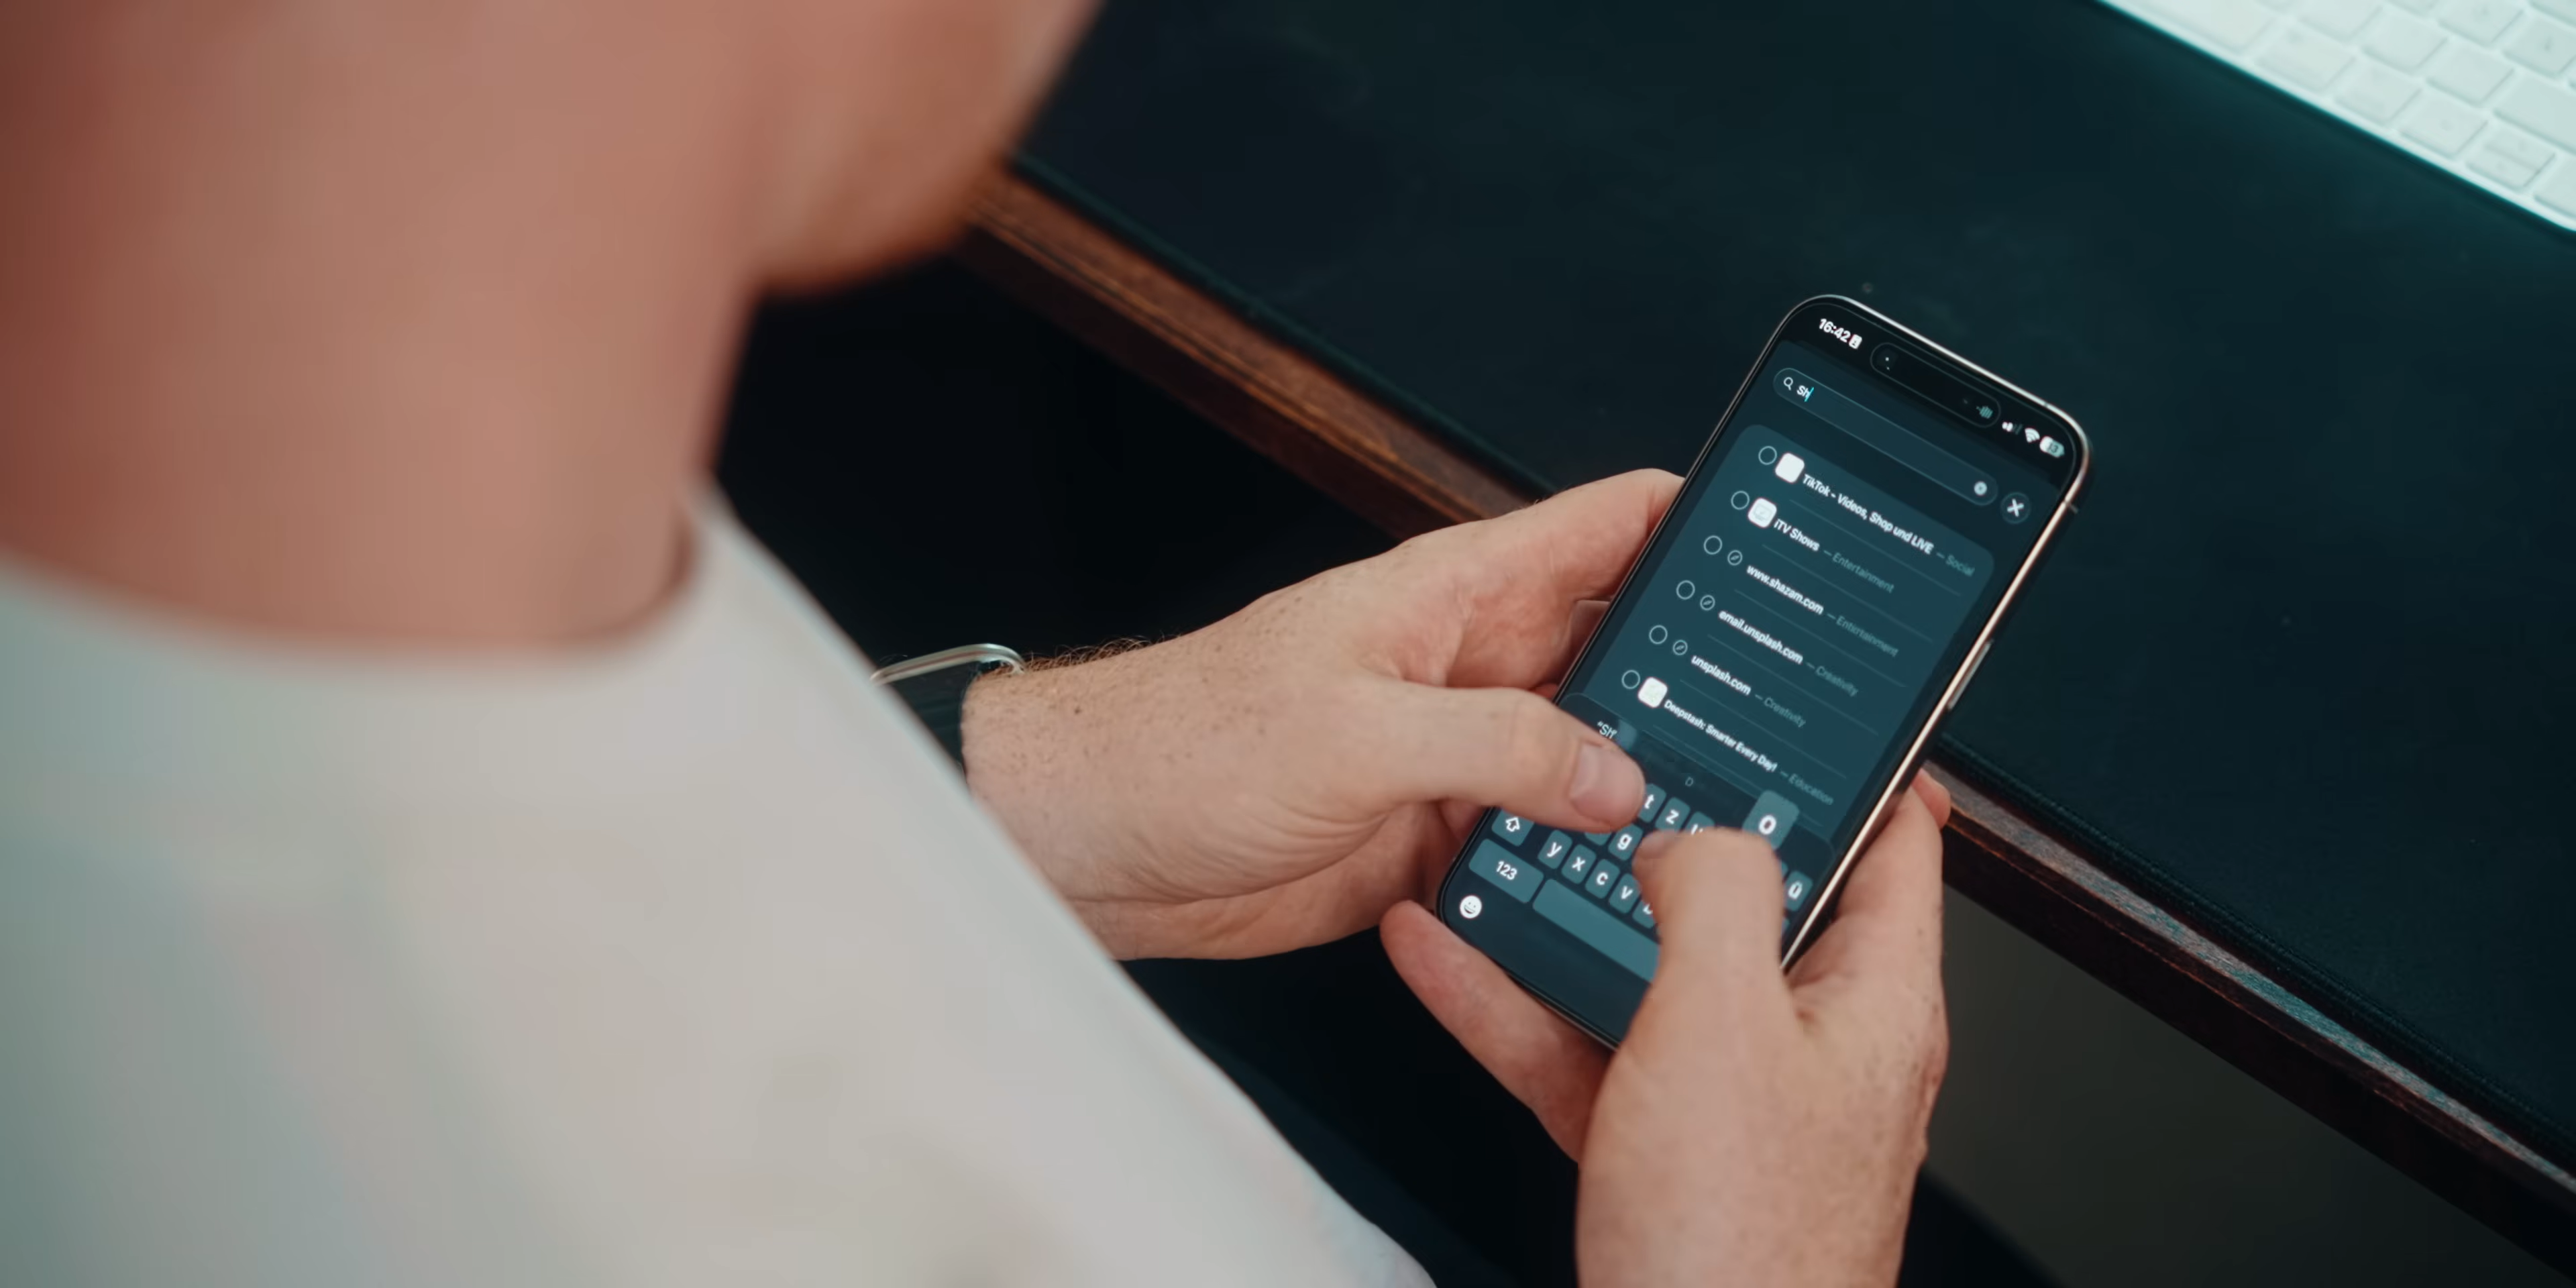 16:42
Sh
TikTok - Videos, Shop und LIVE – Social
iTV Shows – Entertainment
www.shazam.com – Entertainment
email.unsplash.com – Creativity
unsplash.com – Creativity
Deepstash: Smarter Every Day! – Education
"Sh"
t z o
g
y x c v ü
123